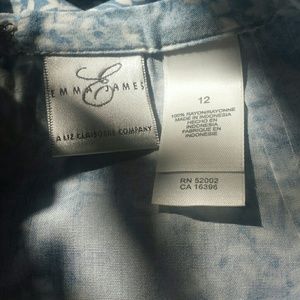 E
EMMA JAMES
A LIZ CLAIBORNE COMPANY
12
100% RAYON/RAYONNE
MADE IN INDONESIA
HECHO EN
INDONESIA
FABRIQUE EN
INDONESIE
RN 52002
CA 16396